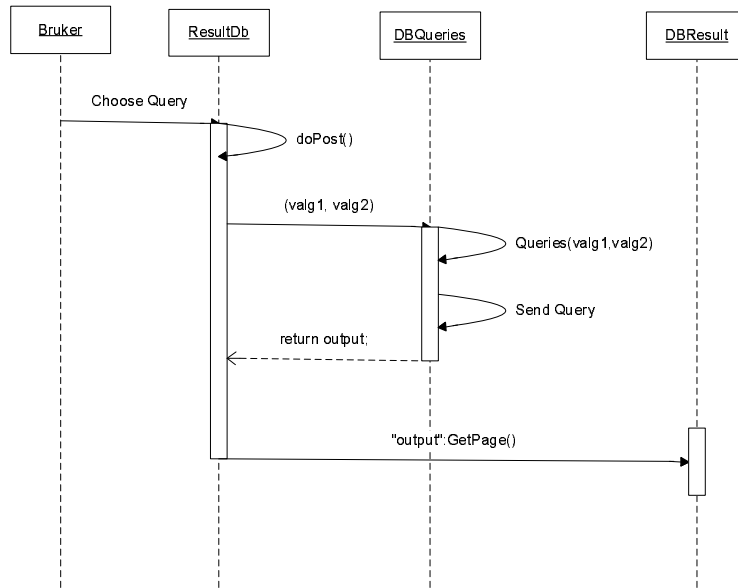 Bruker
ResultDb
DBQueries
DBResult
Choose Query
doPost()
(valg1, valg2)
Queries(valg1,valg2)
Send Query
return output;
"output":GetPage()